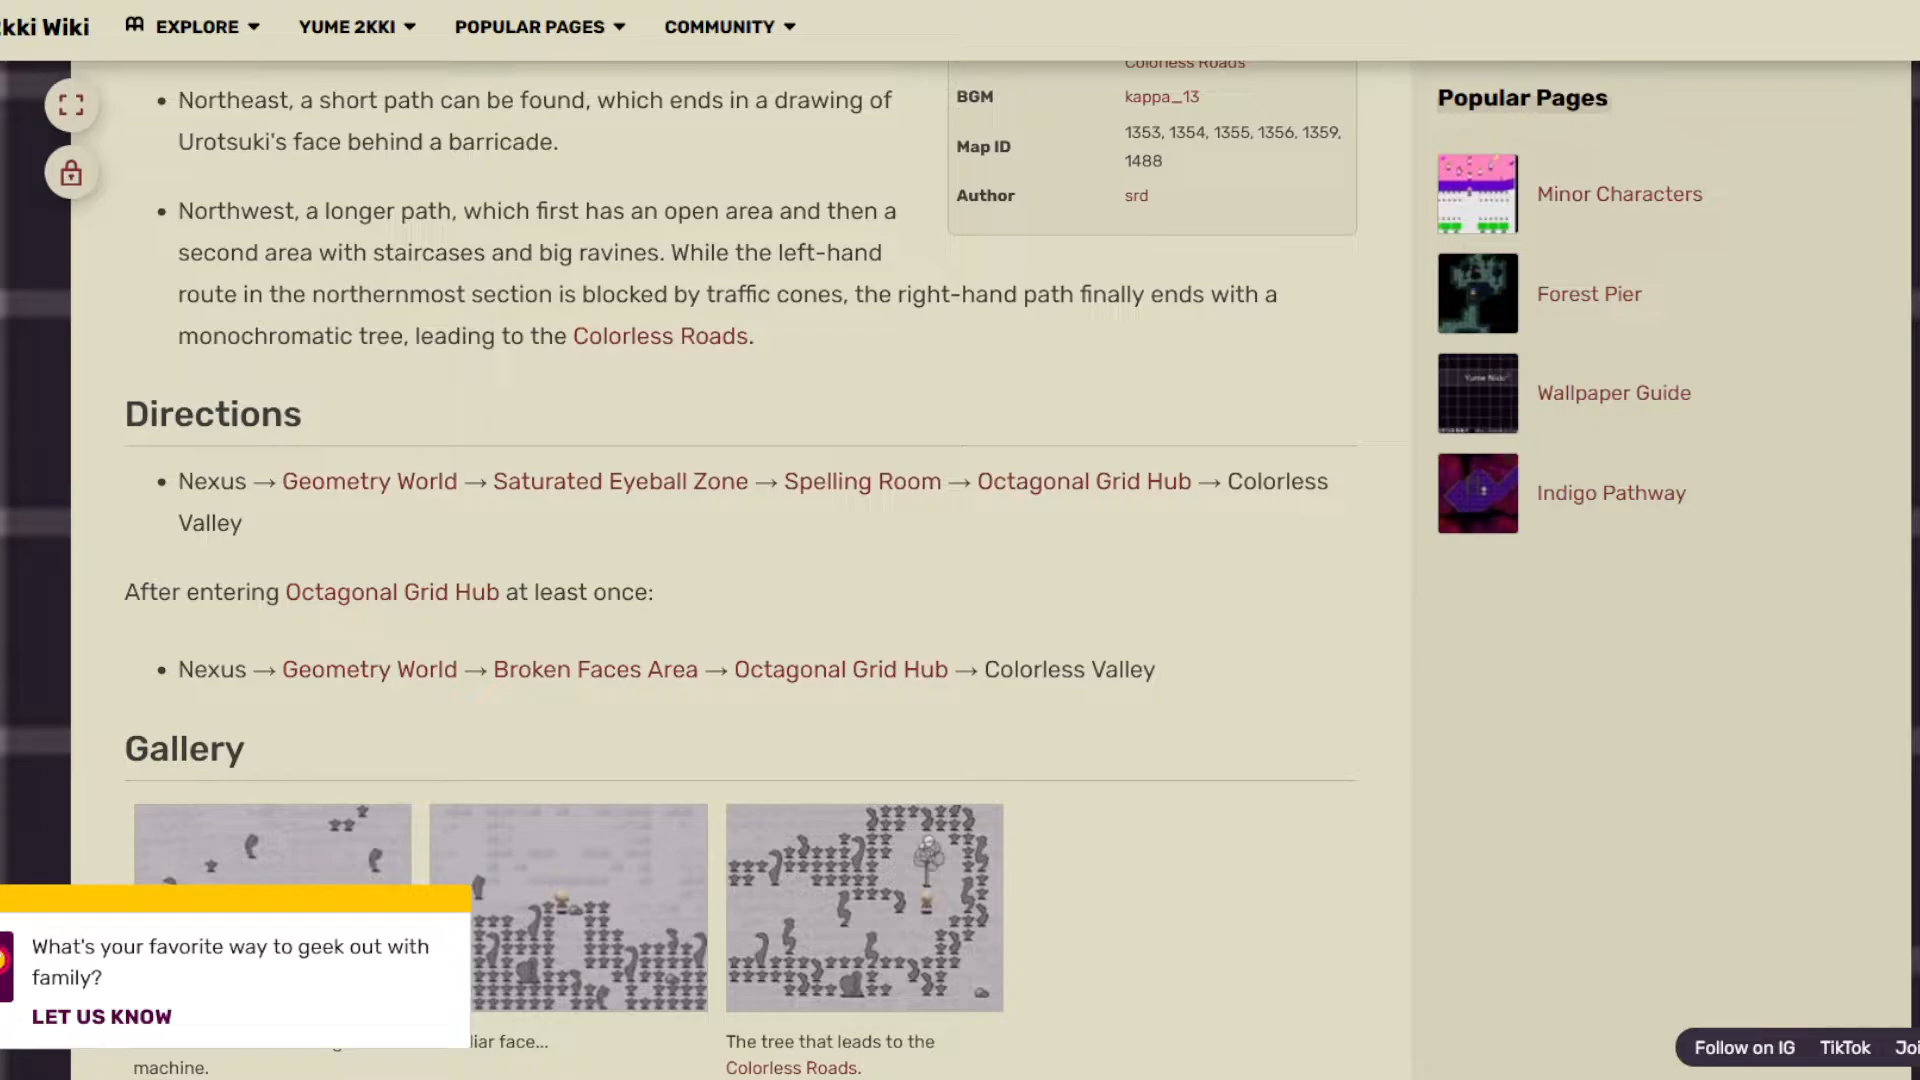 kki Wiki
EXPLORE
YUME 2KKI
POPULAR PAGES
COMMUNITY
Colorless Roads
BGM kappa_13
Map ID 1353, 1354, 1355, 1356, 1359,
1488
Author srd
Northeast, a short path can be found, which ends in a drawing of
Urotsuki's face behind a barricade.
Northwest, a longer path, which first has an open area and then a
second area with staircases and big ravines. While the left-hand
route in the northernmost section is blocked by traffic cones, the right-hand path finally ends with a
monochromatic tree, leading to the Colorless Roads.
Directions
Nexus → Geometry World → Saturated Eyeball Zone → Spelling Room → Octagonal Grid Hub → Colorless
Valley
After entering Octagonal Grid Hub at least once:
Nexus → Geometry World → Broken Faces Area → Octagonal Grid Hub → Colorless Valley
Gallery
machine.
liar face...
The tree that leads to the
Colorless Roads.
What's your favorite way to geek out with
family?
LET US KNOW
Popular Pages
Minor Characters
Forest Pier
Wallpaper Guide
Indigo Pathway
Follow on IG
TikTok
Joi